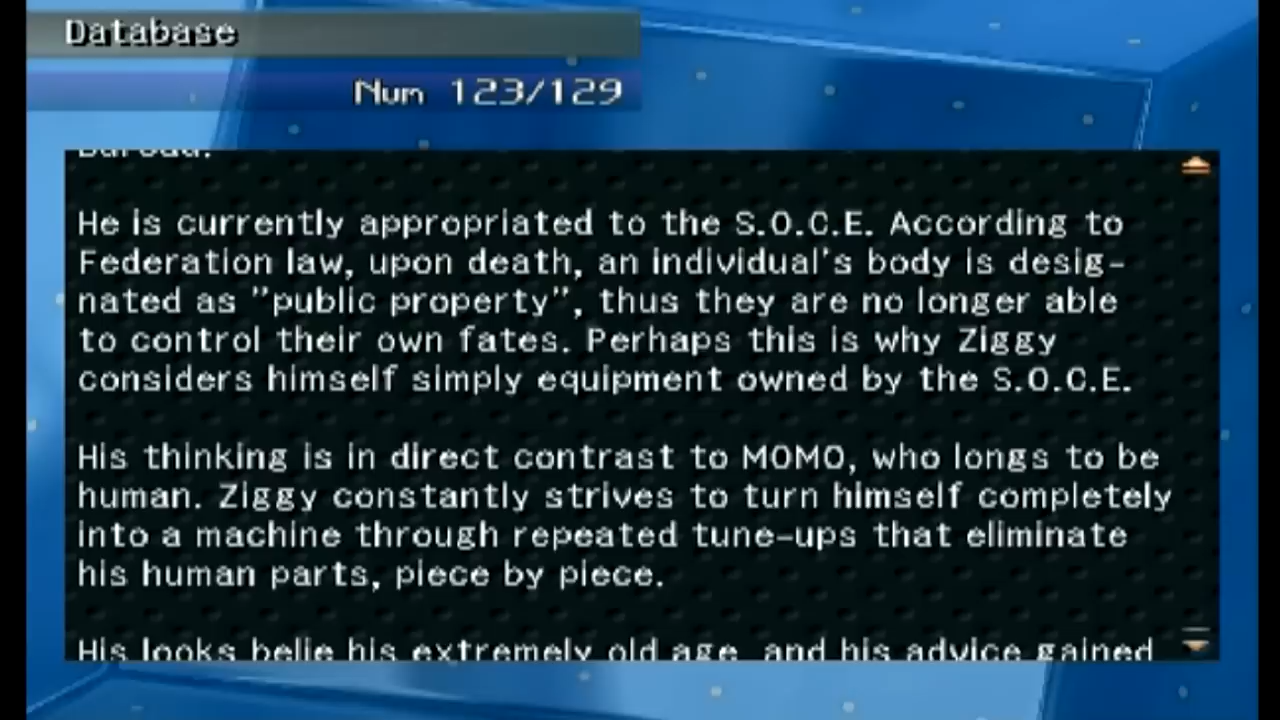 Database
Num 123/129
He is currently appropriated to the S.O.C.E. According to
Federation law, upon death, an individual's body is desig-
nated as "public property", thus they are no longer able
to control their own fates. Perhaps this is why Ziggy
considers himself simply equipment owned by the S.O.C.E.
His thinking is in direct contrast to MOMO, who longs to be
human. Ziggy constantly strives to turn himself completely
into a machine through repeated tune-ups that eliminate
his human parts, piece by piece.
His looks belie his extremely old age, and his advice gained